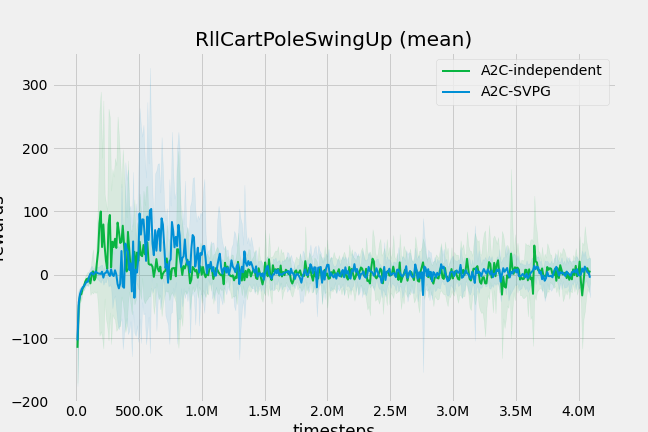 RllCartPoleSwingUp (mean)
A2C-independent
A2C-SVPG
300
200
100
0
−100
−200
0.0 500.0K 1.0M 1.5M 2.0M 2.5M 3.0M 3.5M 4.0M
timesteps